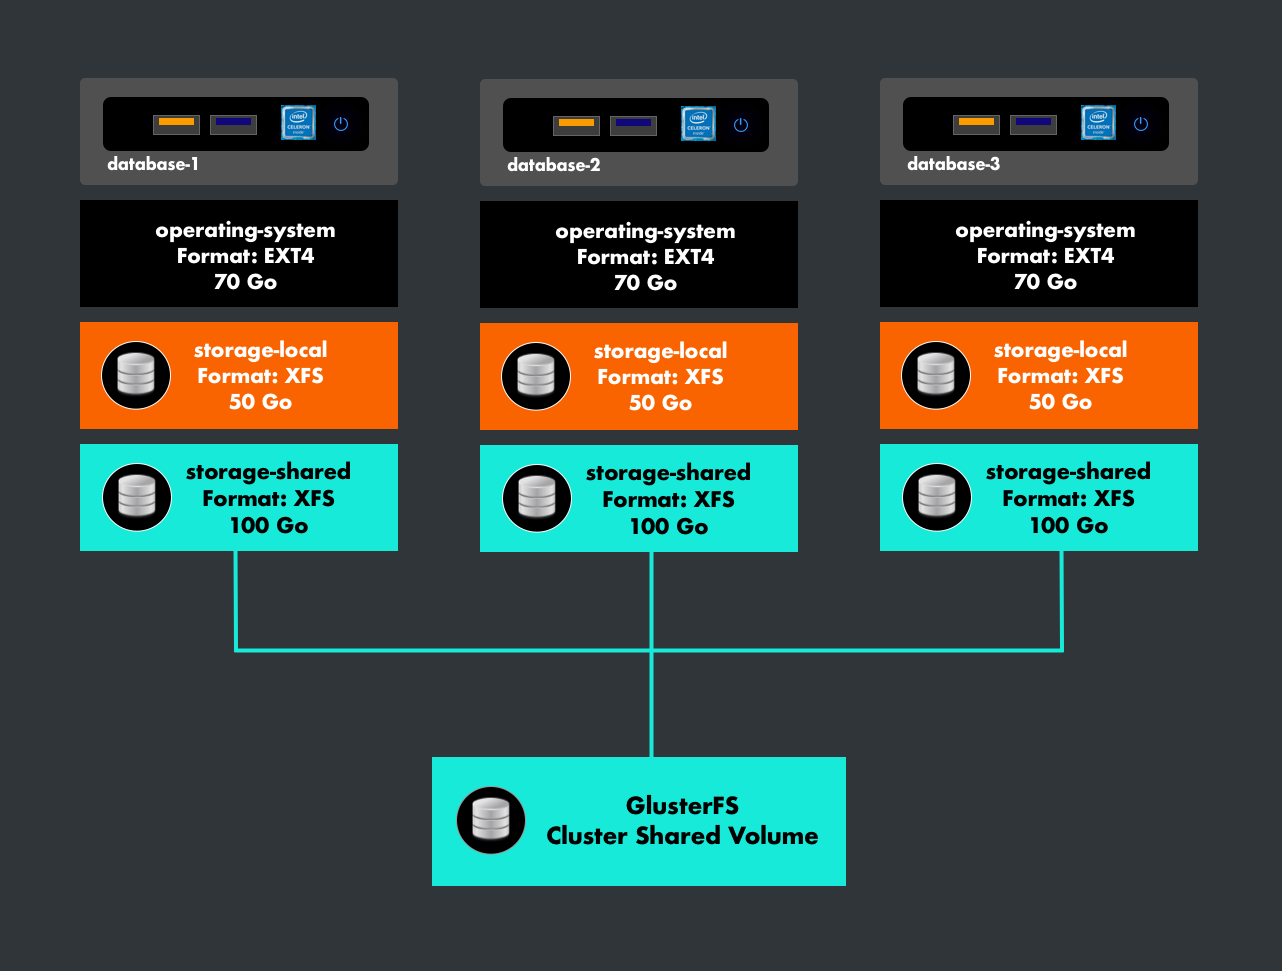 intel
CELERON
inside
database-1
operating-system
Format: EXT4
70 Go
storage-local
Format: XFS
50 Go
storage-shared
Format: XFS
100 Go
intel
CELERON
inside
database-2
operating-system
Format: EXT4
70 Go
storage-local
Format: XFS
50 Go
storage-shared
Format: XFS
100 Go
intel
CELERON
inside
database-3
operating-system
Format: EXT4
70 Go
storage-local
Format: XFS
50 Go
storage-shared
Format: XFS
100 Go
GlusterFS
Cluster Shared Volume